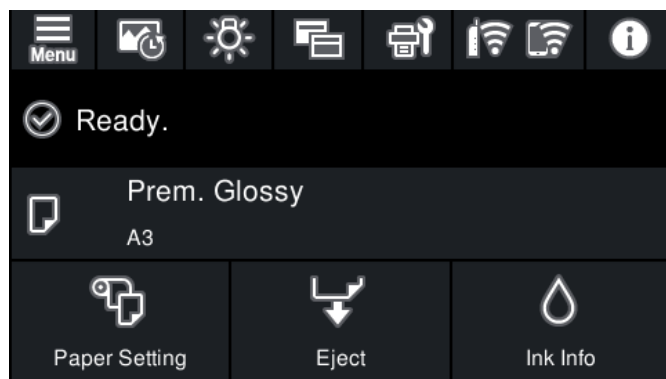 Menu
Ready.
Prem. Glossy
A3
Paper Setting
Eject
Ink Info